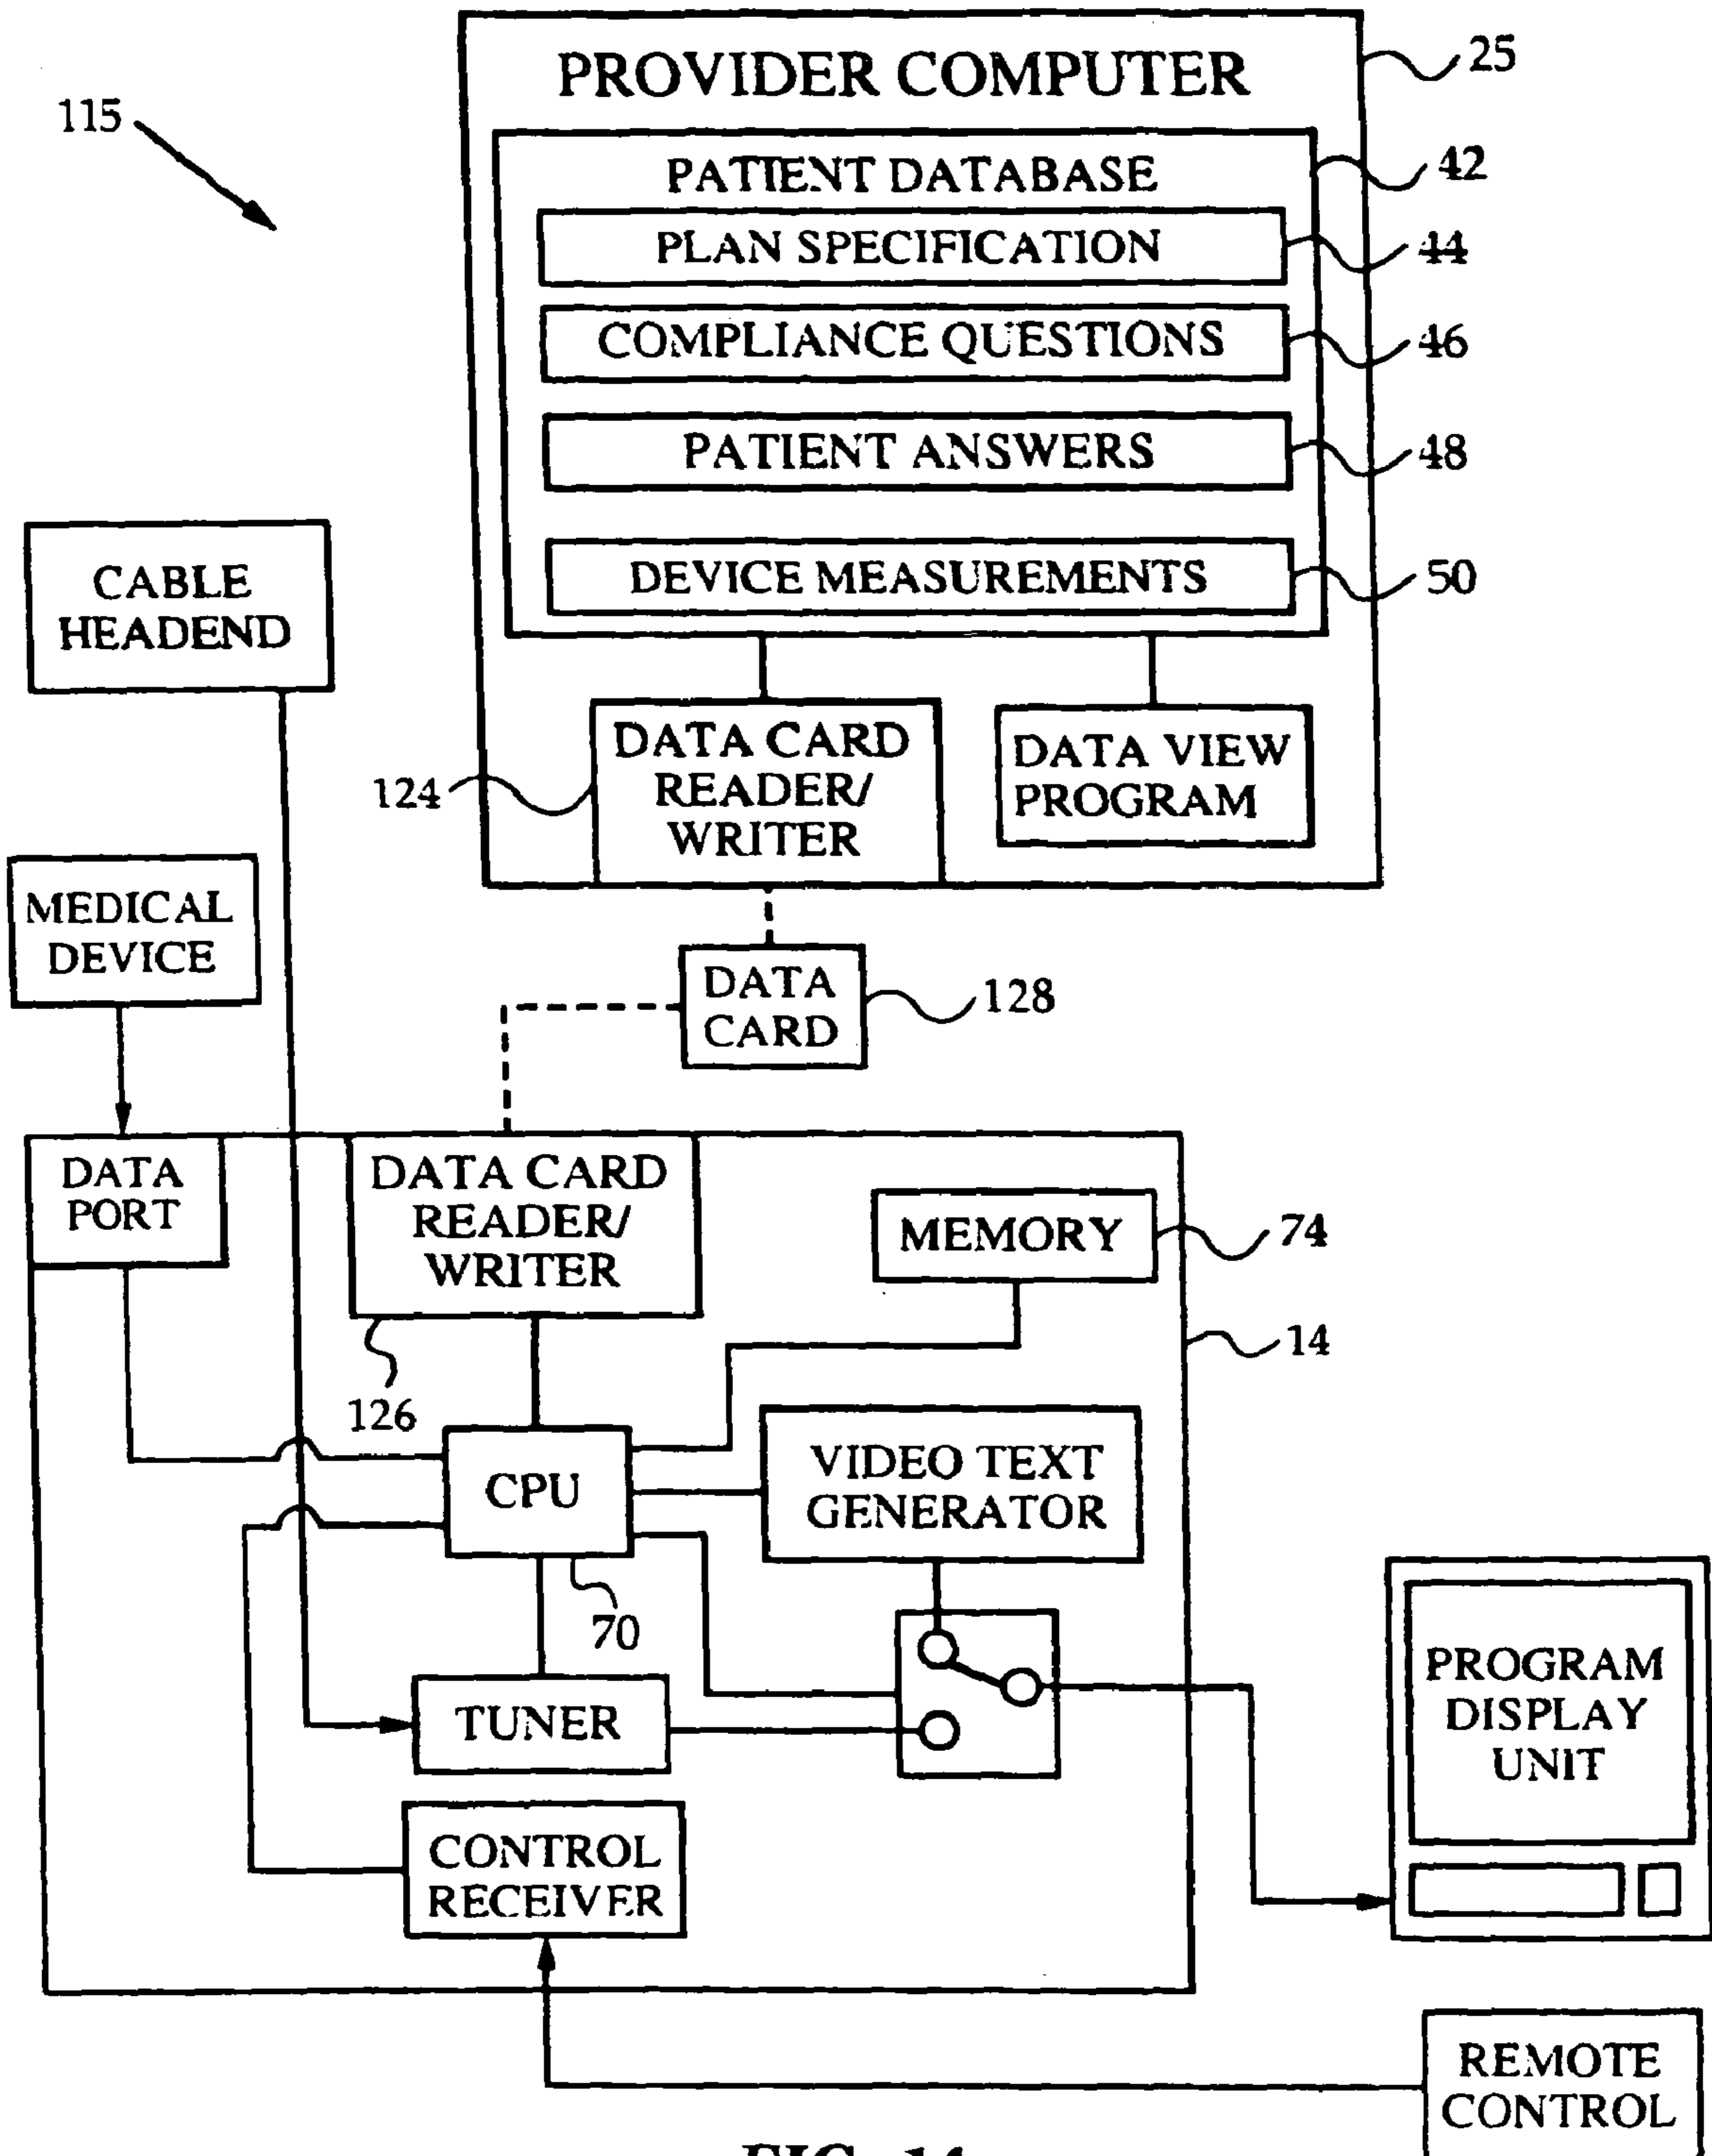 PROVIDER COMPUTER
25
115
PATIENT DATABASE
42
PLAN SPECIFICATION
44
COMPLIANCE QUESTIONS
46
PATIENT ANSWERS
48
DEVICE MEASUREMENTS
50
CABLE
HEADEND
DATA CARD
READER/
WRITER
124
DATA VIEW
PROGRAM
MEDICAL
DEVICE
DATA
CARD
128
DATA
PORT
DATA CARD
READER/
WRITER
126
MEMORY
74
14
CPU
70
VIDEO TEXT
GENERATOR
TUNER
CONTROL
RECEIVER
PROGRAM
DISPLAY
UNIT
REMOTE
CONTROL